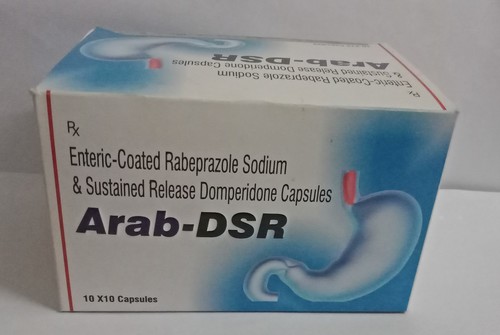 Enteric-Coated Rabeprazole Sodium
& Sustained Release Domperidone Capsules
Arab-DSR
Rx
Enteric-Coated Rabeprazole Sodium
& Sustained Release Domperidone Capsules
Arab-DSR
10 X10 Capsules